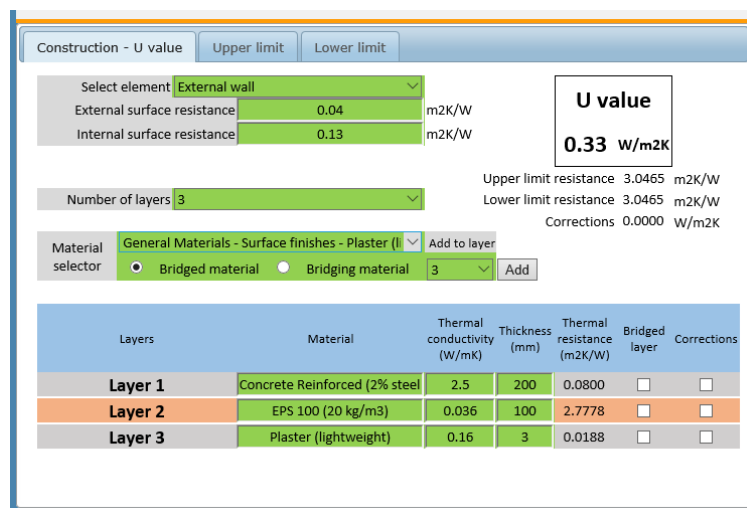 Construction - U value Upper limit Lower limit
Select element External wall
External surface resistance 0.04 m2K/W
Internal surface resistance 0.13 m2K/W
U value
0.33 W/m2K
Upper limit resistance 3.0465 m2K/W
Number of layers 3
Lower limit resistance 3.0465 m2K/W
Corrections 0.0000 W/m2K
Material selector
General Materials - Surface finishes - Plaster (li Add to layer
Bridged material Bridging material 3 Add
Layers Material Thermal conductivity (W/mK) Thickness (mm) Thermal resistance (m2K/W) Bridged layer Corrections
Layer 1 Concrete Reinforced (2% steel 2.5 200 0.0800
Layer 2 EPS 100 (20 kg/m3) 0.036 100 2.7778
Layer 3 Plaster (lightweight) 0.16 3 0.0188